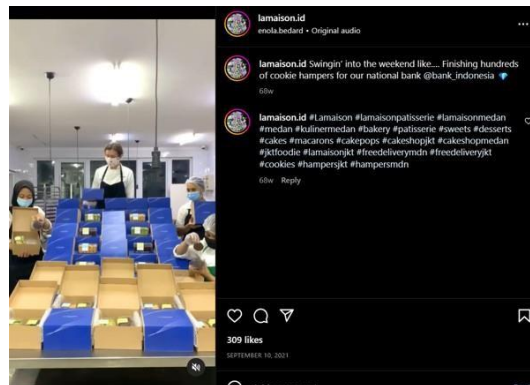 lamaison.id
enola.bedard • Original audio
lamaison.id Swingin' into the weekend like.... Finishing hundreds
of cookie hampers for our national bank @bank_indonesia 💎
68w
lamaison.id #Lamaison #lamaisonpatisserie #lamaisonmedan
#medan #kulinermedan #bakery #patisserie #sweets #desserts
#cakes #macarons #cakepops #cakeshopjkt #cakeshopmedan
#jktfoodie #lamaisonjkt #freedeliverymdn #freedeliveryjkt
#cookies #hampersjkt #hampersmdn
68w Reply
309 likes
SEPTEMBER 10, 2021